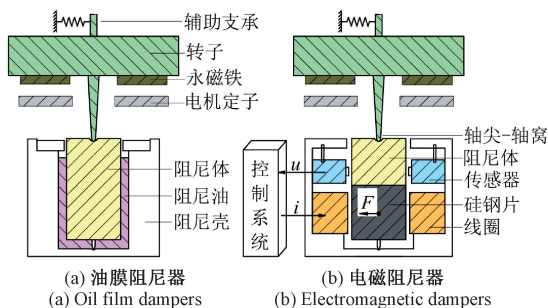 辅助支承
转子
永磁铁
电机定子
阻尼体
阻尼油
阻尼壳
控制系统
u
i
F
轴尖-轴窝
阻尼体
传感器
硅钢片
线圈
(a) 油膜阻尼器
(a) Oil film dampers
(b) 电磁阻尼器
(b) Electromagnetic dampers